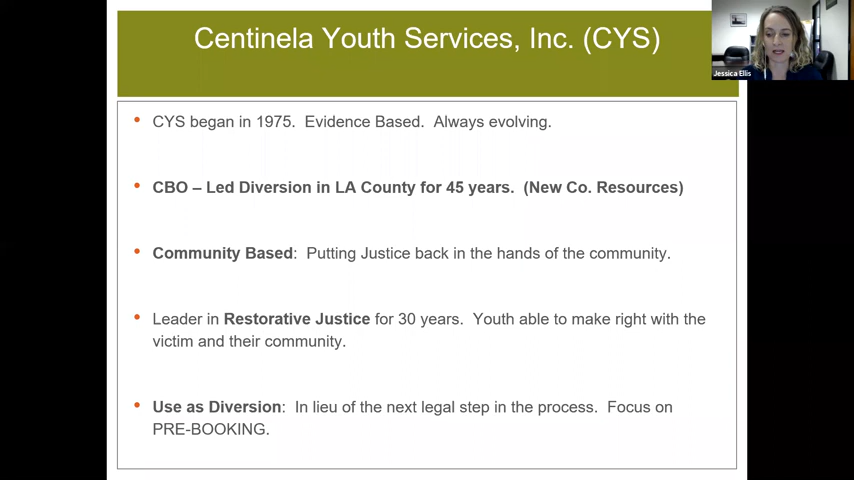 Centinela Youth Services, Inc. (CYS)
Jessica Ellis
• CYS began in 1975. Evidence Based. Always evolving.
• CBO – Led Diversion in LA County for 45 years. (New Co. Resources)
• Community Based: Putting Justice back in the hands of the community.
• Leader in Restorative Justice for 30 years. Youth able to make right with the
victim and their community.
• Use as Diversion: In lieu of the next legal step in the process. Focus on
PRE-BOOKING.